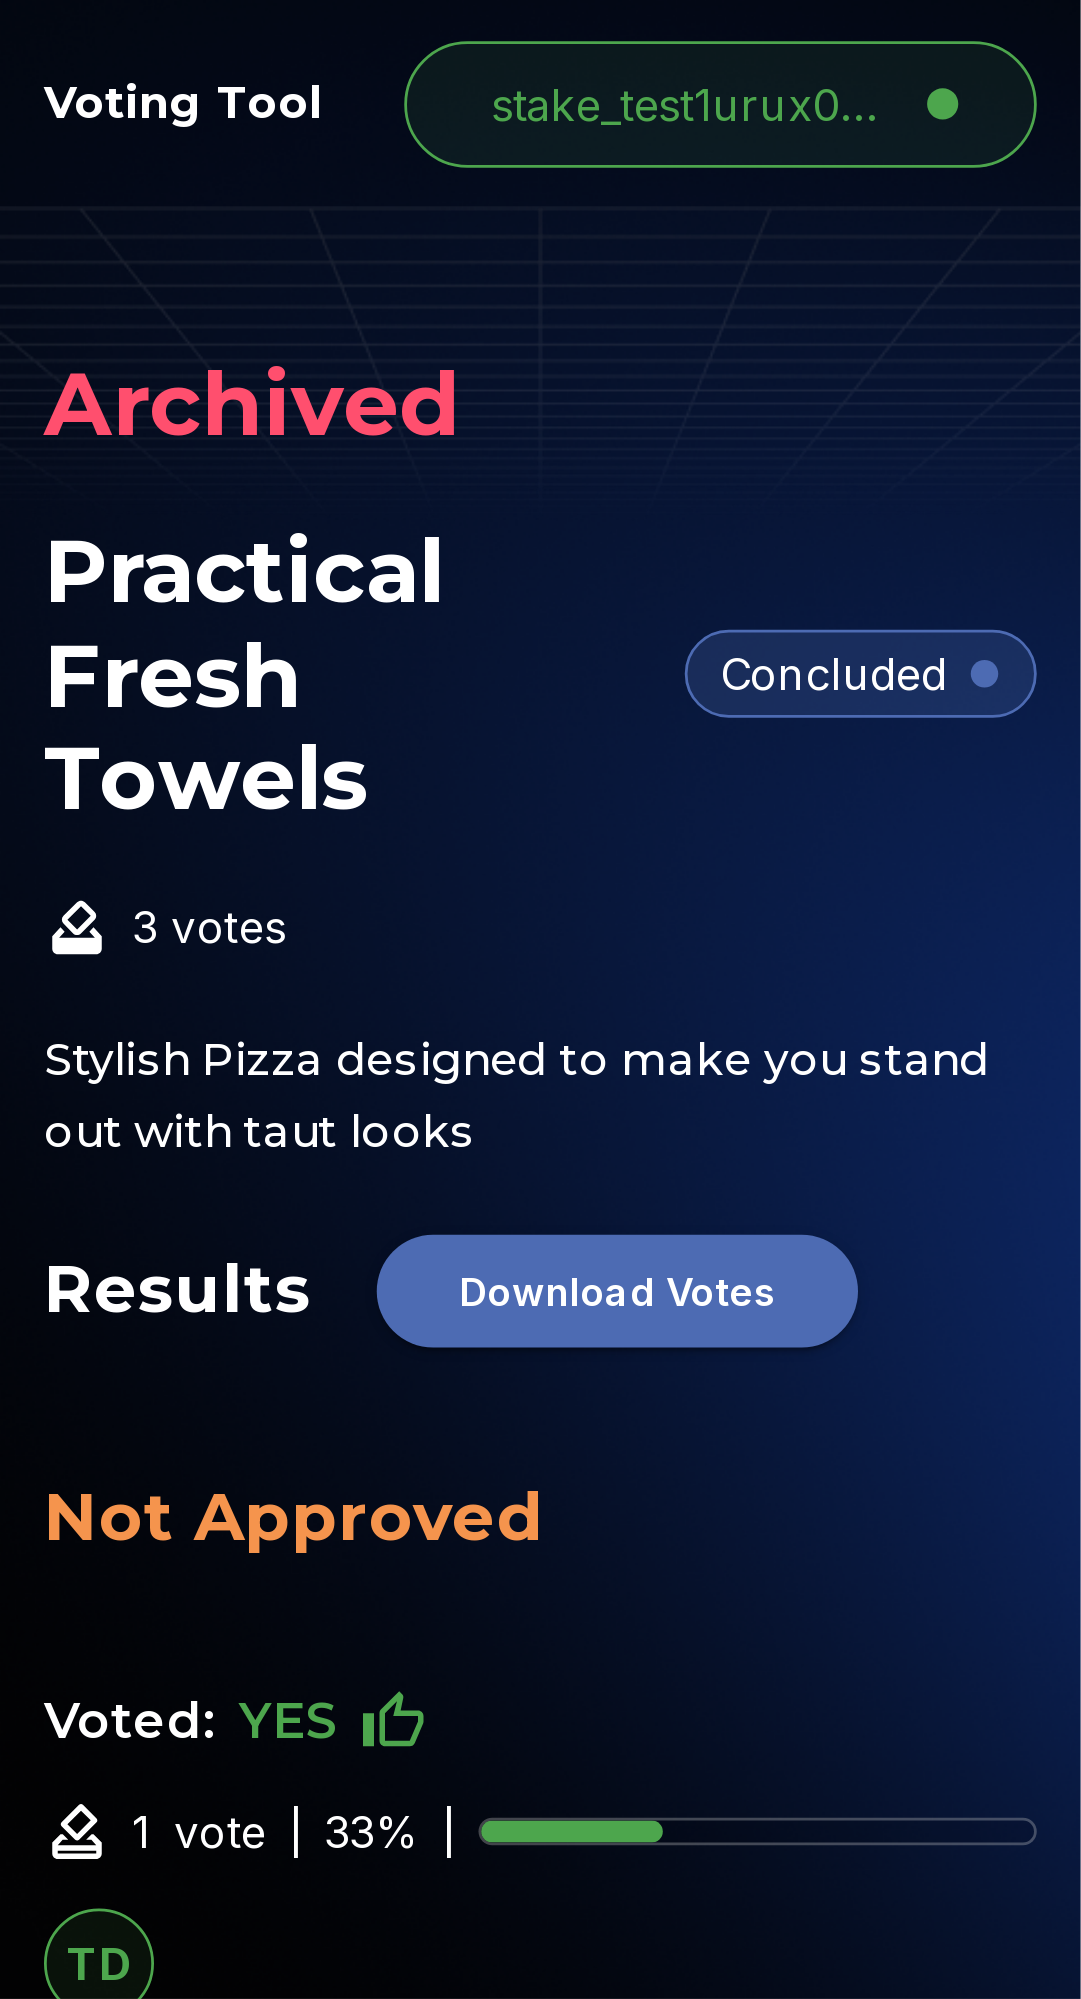 Voting Tool
stake_test1urux0...
Archived
Practical
Fresh
Towels
Concluded
3 votes
Stylish Pizza designed to make you stand
out with taut looks
Results
Download Votes
Not Approved
Voted: YES
1 vote | 33% |
TD